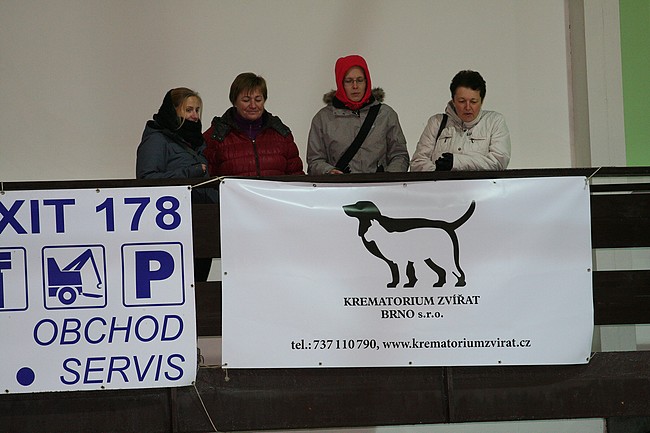 XIT 178
P
OBCHOD
• SERVIS
KREMATORIUM ZVÍŘAT
BRNO s.r.o.
tel.: 737 110 790, www.krematoriumzvirat.cz